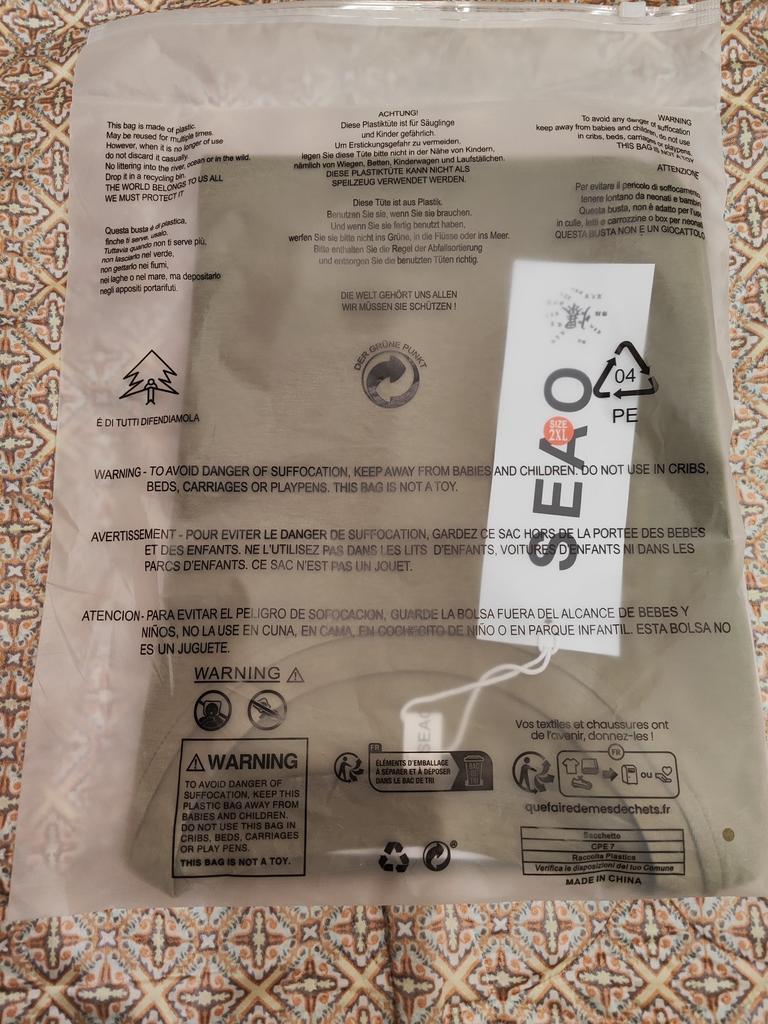 This bag is made of plastic.
May be reused for multiple times.
However, when it is no longer of use
do not discard it casually.
No littering into the river, ocean or in the wild.
Drop it in a recycling bin.
THE WORLD BELONGS TO US ALL
WE MUST PROTECT IT
ACHTUNG!
Diese Plastiktüte ist für Säuglinge
und Kinder gefährlich.
Um Erstickungsgefahr zu vermeiden,
legen Sie diese Tüte bitte nicht in der Nähe von Kindern,
nämlich von Wiegen, Betten, Kinderwagen und Laufstälichen.
DIESE PLASTIKTÜTE KANN NICHT ALS
SPEILZEUG VERWENDET WERDEN.
WARNING
To avoid any danger of suffocation
keep away from babies and children, do not use
in cribs, beds, carriages or playpens,
THIS BAG IS NOT A TOY
ATTENZIONE
Per evitare il pericolo di soffocamento
tenere lontano da neonati e bambini
Questa busta, non è adatto per l'uso
in culle, letti e carrozzine o box per neonati
QUESTA BUSTA NON E UN GIOCATTOLO
Questa busta è di plastica,
finche ti serve, usalo.
Tuttavia quando non ti serve più,
non lasciarlo nel verde,
non gettarlo nei fiumi,
nei laghe o nel mare, ma depositarlo
negli appositi portarifuti.
Diese Tüte ist aus Plastik.
Benutzen Sie sie, wenn Sie sie brauchen.
Und wenn Sie sie fertig benutzt haben,
werfen Sie sie bitte nicht ins Grüne, in die Flüsse oder ins Meer.
Bitte enthalten Sie die Regel der Abfallsortierung
und entsorgen Sie die benutzten Tüten richtig.
DIE WELT GEHÖRT UNS ALLEN
WIR MÜSSEN SIE SCHÜTZEN !
DER GRÜNE PUNKT
É DI TUTTI DIFENDIAMOLA
04
PE
SEAO
SIZE
2XL
WARNING - TO AVOID DANGER OF SUFFOCATION, KEEP AWAY FROM BABIES AND CHILDREN. DO NOT USE IN CRIBS,
BEDS, CARRIAGES OR PLAYPENS. THIS BAG IS NOT A TOY.
AVERTISSEMENT - POUR EVITER LE DANGER DE SUFFOCATION, GARDEZ CE SAC HORS DE LA PORTEE DES BEBES
ET DES ENFANTS. NE L'UTILISEZ PAS DANS LES LITS D'ENFANTS, VOITURES D'ENFANTS NI DANS LES
PARCS D'ENFANTS. CE SAC N'EST PAS UN JOUET.
ATENCION- PARA EVITAR EL PELIGRO DE SOFOCACION, GUARDE LA BOLSA FUERA DEL ALCANCE DE BEBES Y
NIÑOS, NO LA USE EN CUNA, EN CAMA, EN COCHECITO DE NIÑO O EN PARQUE INFANTIL. ESTA BOLSA NO
ES UN JUGUETE.
WARNING
WARNING
TO AVOID DANGER OF
SUFFOCATION, KEEP THIS
PLASTIC BAG AWAY FROM
BABIES AND CHILDREN.
DO NOT USE THIS BAG IN
CRIBS, BEDS, CARRIAGES
OR PLAY PENS.
THIS BAG IS NOT A TOY.
SEAO
FR
ÉLÉMENTS D'EMBALLAGE
À SÉPARER ET À DÉPOSER
DANS LE BAC DE TRI
Vos textiles et chaussures ont
de l'avenir, donnez-les !
FR
OU
quefairedemesdechets.fr
Sacchetto
CPE 7
Raccolta Plastica
Verifica le disposizioni del tuo Comune
MADE IN CHINA